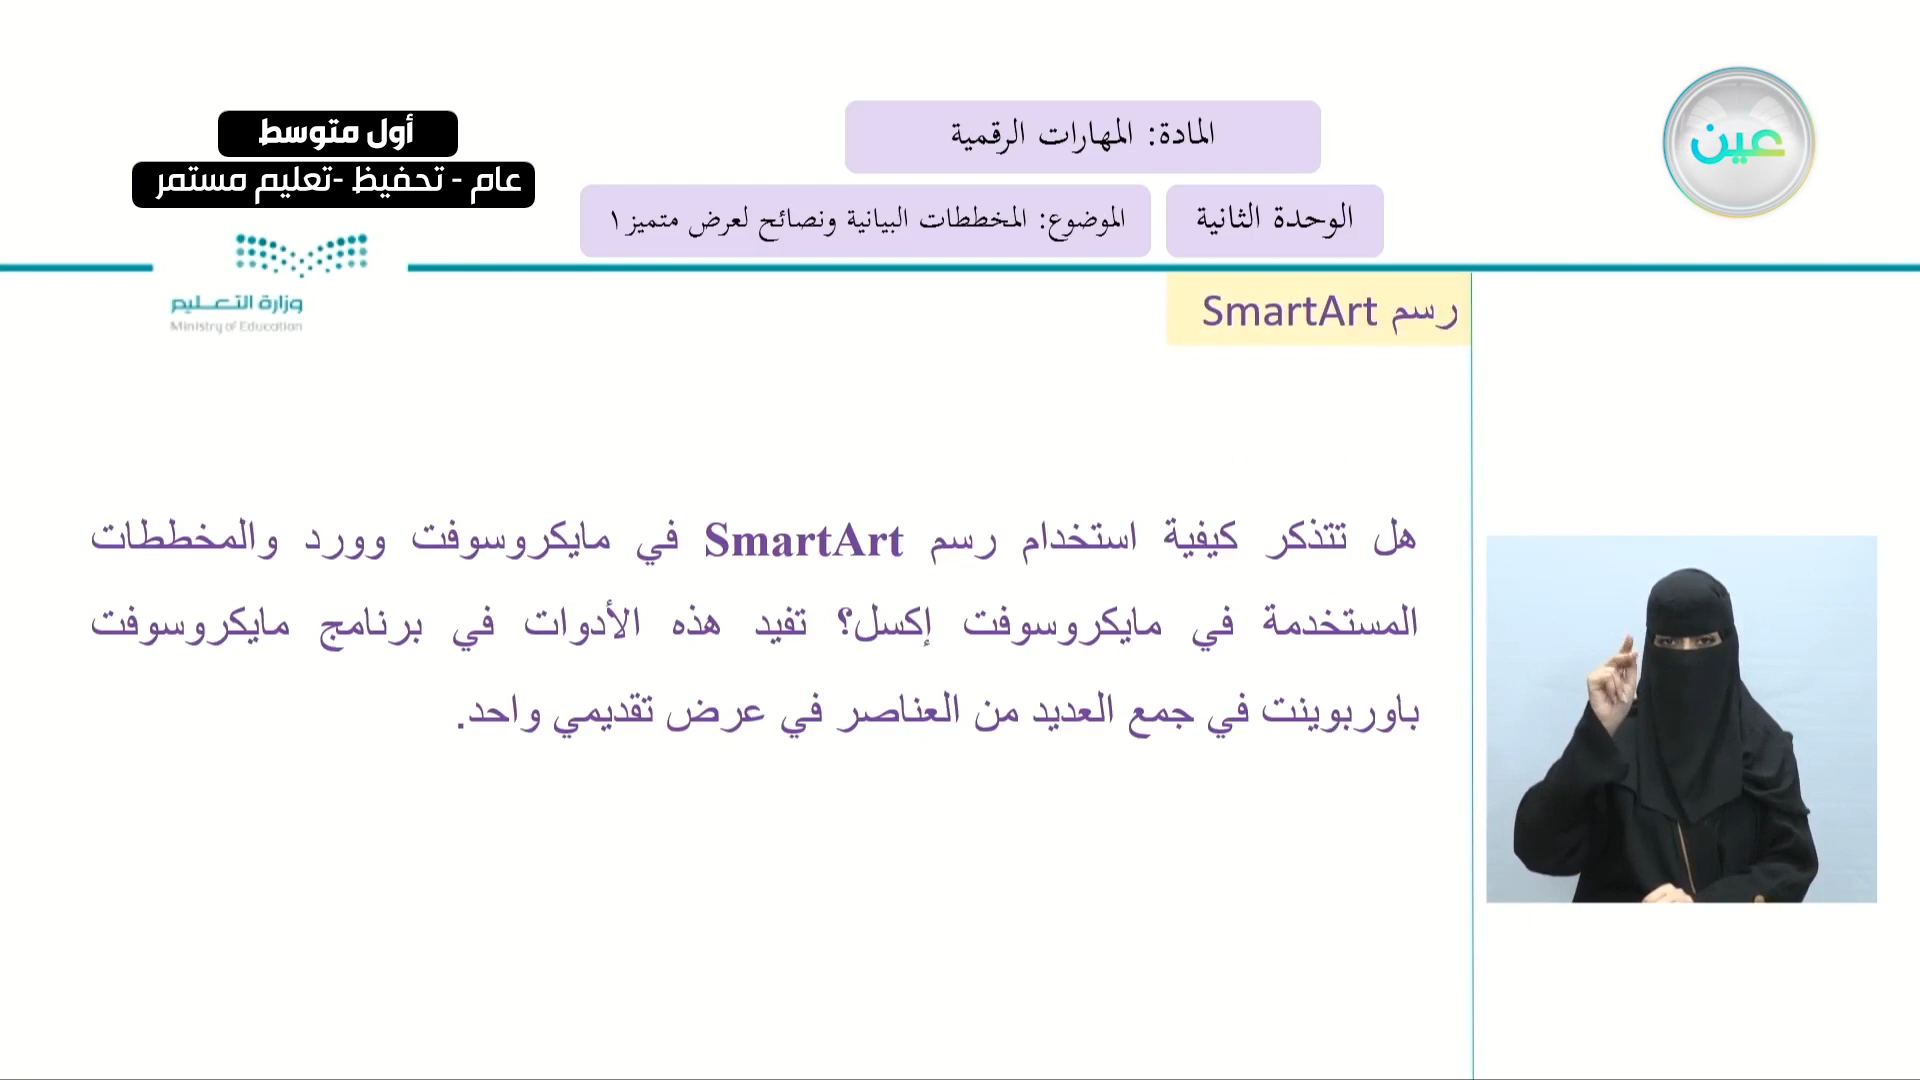 عين
المادة: المهارات الرقمية
أول متوسط
عام - تحفيظ -تعليم مستمر
الوحدة الثانية
الموضوع: المخططات البيانية ونصائح لعرض متميز ١
وزارة التعليم
Ministry of Education
رسم SmartArt
هل تتذكر كيفية استخدام رسم SmartArt في مايكروسوفت وورد والمخططات
المستخدمة في مايكروسوفت إكسل؟ تفيد هذه الأدوات في برنامج مايكروسوفت
باوربوينت في جمع العديد من العناصر في عرض تقديمي واحد.